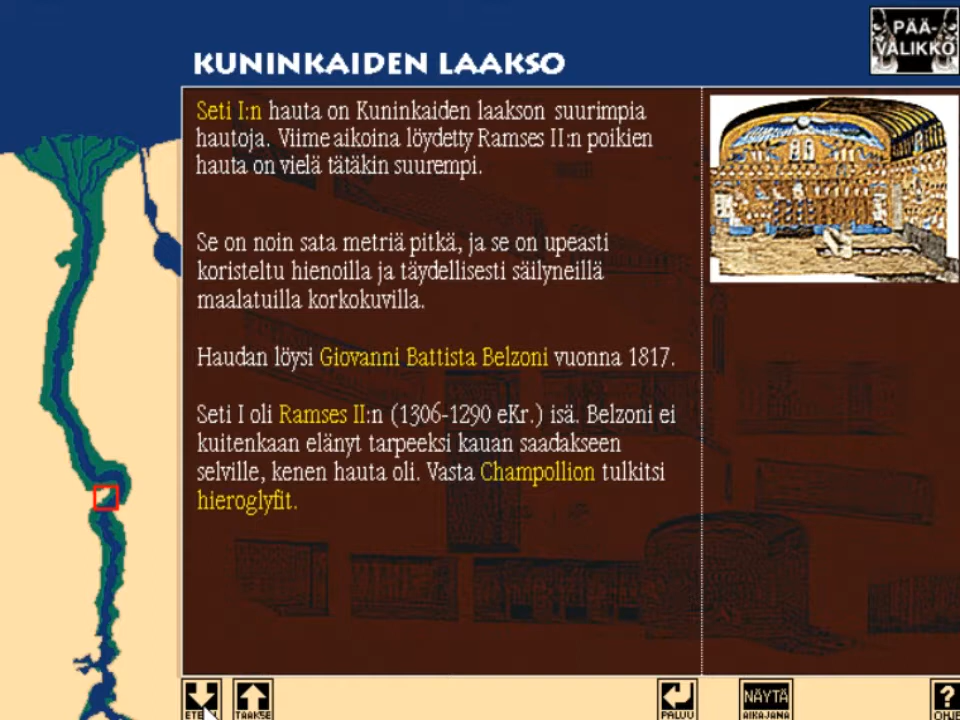 PÄÄ-
VALIKKO
KUNINKAIDEN LAAKSO
Seti I:n hauta on Kuninkaiden laakson suurimpia
hautoja. Viime aikoina löydetty Ramses II:n poikien
hauta on vielä tätäkin suurempi.
Se on noin sata metriä pitkä, ja se on upeasti
koristeltu hienoilla ja täydellisesti säilyneillä
maalatuilla korkokuvilla.
Haudan löysi Giovanni Battista Belzoni vuonna 1817.
Seti I oli Ramses II:n (1306-1290 eKr.) isä. Belzoni ei
kuitenkaan elänyt tarpeeksi kauan saadakseen
selville, kenen hauta oli. Vasta Champollion tulkitsi
hieroglyfit.
TAAKSE
PALUU
NÄYTÄ
AIKAJANA
?